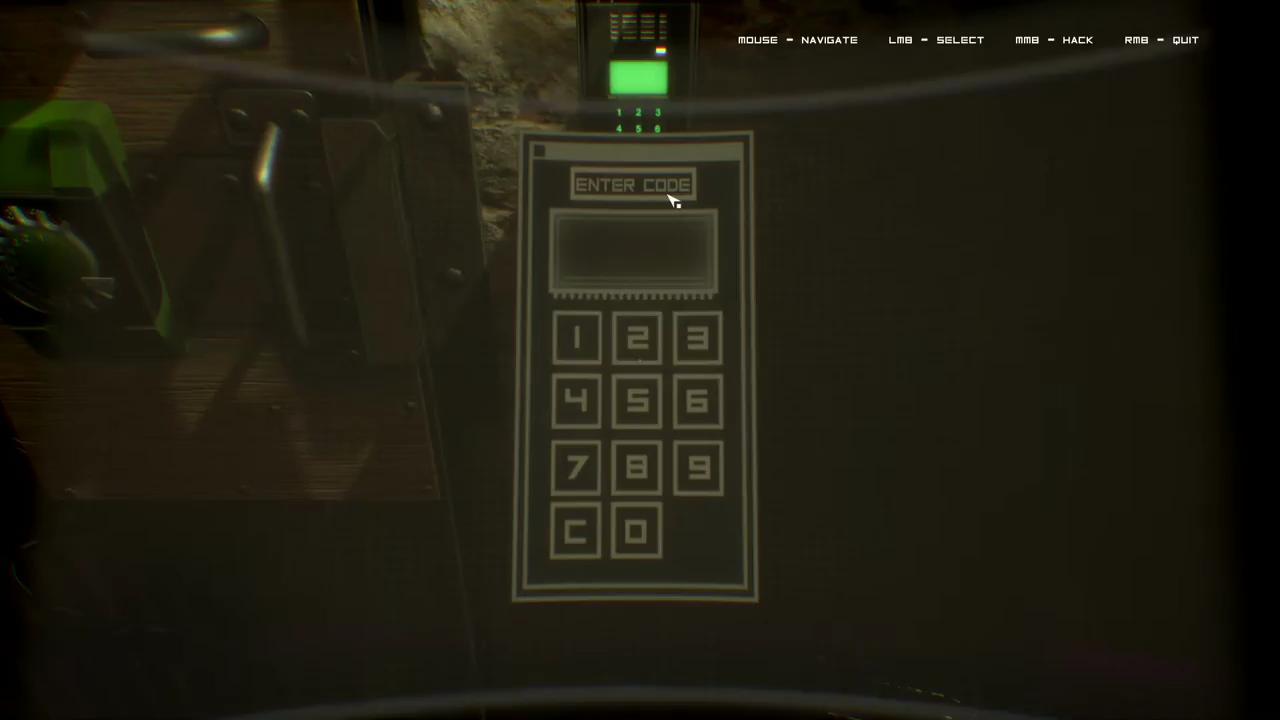 MOUSE - NAVIGATE LMB - SELECT MMB - HACK RMB - QUIT
1 2 3
4 5 6
ENTER CODE
1 2 3
4 5 6
7 8 9
C 0